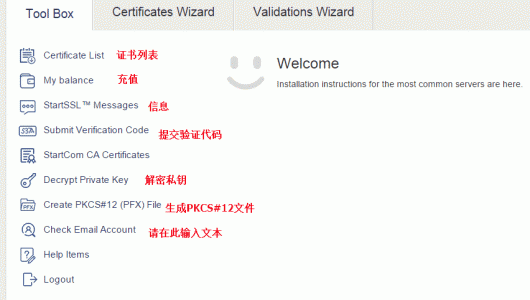 Tool Box Certificates Wizard Validations Wizard
Certificate List 证书列表
Welcome
My balance 充值
Installation instructions for the most common servers are here.
StartSSL™ Messages 信息
Submit Verification Code 提交验证代码
StartCom CA Certificates
Decrypt Private Key 解密私钥
PFX Create PKCS#12 (PFX) File 生成PKCS#12文件
Check Email Account 请在此输入文本
Help Items
Logout